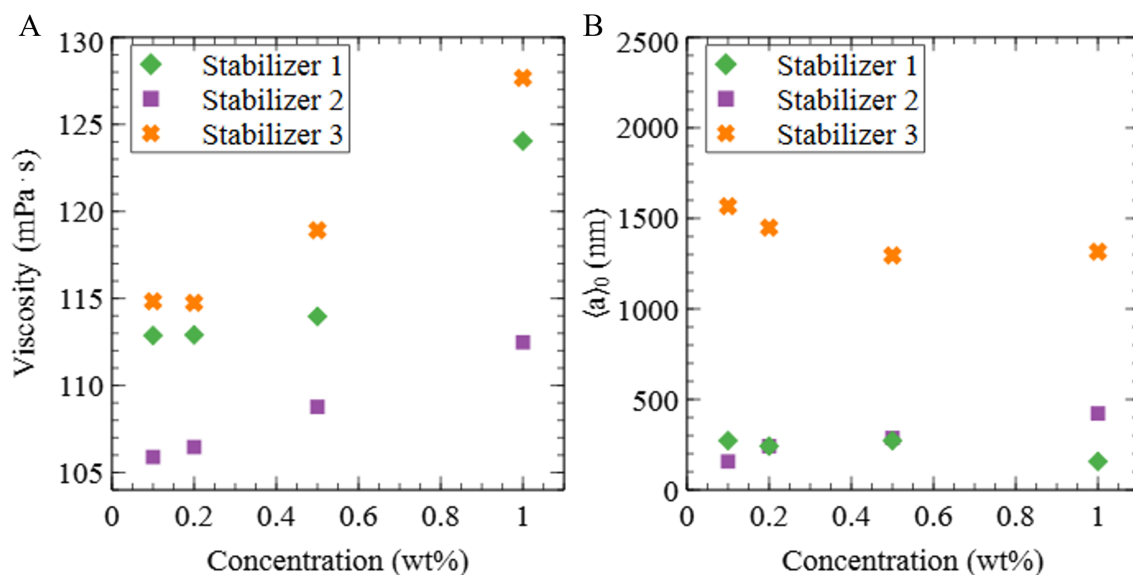 A
130
125
120
115
110
105
0
0.2
0.4
0.6
0.8
1
Viscosity (mPa · s)
Concentration (wt%)
Stabilizer 1
Stabilizer 2
Stabilizer 3
B
2500
2000
1500
1000
500
0
0
0.2
0.4
0.6
0.8
1
⟨a⟩₀ (nm)
Concentration (wt%)
Stabilizer 1
Stabilizer 2
Stabilizer 3